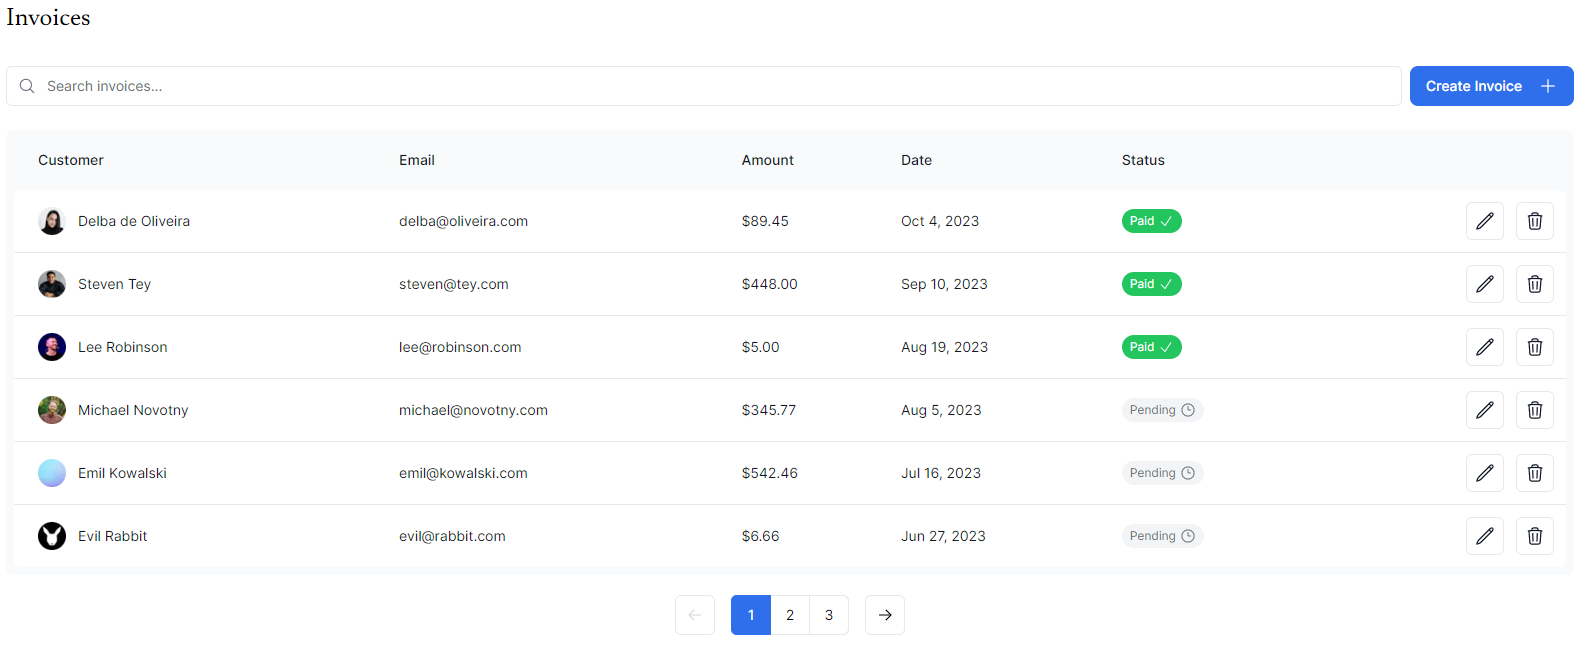 Invoices
Search invoices...
Create Invoice
Customer Email Amount Date Status
Delba de Oliveira delba@oliveira.com $89.45 Oct 4, 2023 Paid
Steven Tey steven@tey.com $448.00 Sep 10, 2023 Paid
Lee Robinson lee@robinson.com $5.00 Aug 19, 2023 Paid
Michael Novotny michael@novotny.com $345.77 Aug 5, 2023 Pending
Emil Kowalski emil@kowalski.com $542.46 Jul 16, 2023 Pending
Evil Rabbit evil@rabbit.com $6.66 Jun 27, 2023 Pending
1 2 3